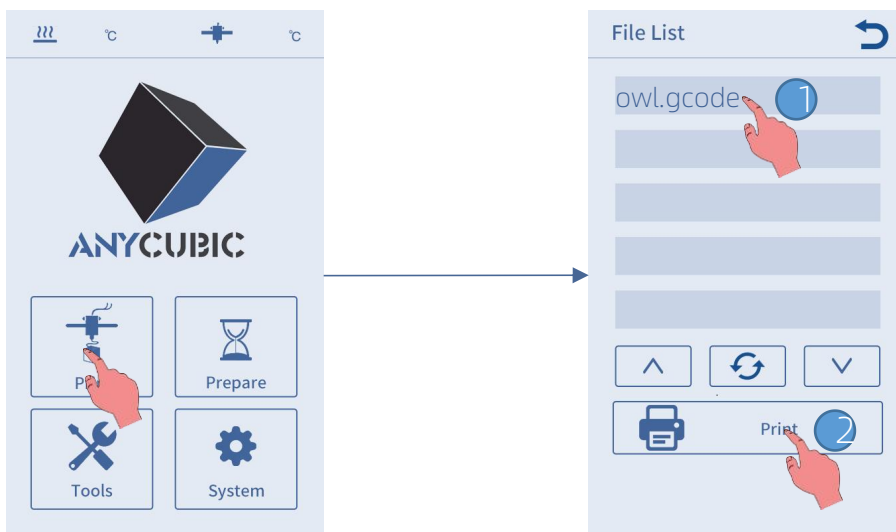 ℃
℃
ANYCUBIC
Prepare
Tools
System
File List
owl.gcode
1
Print
2